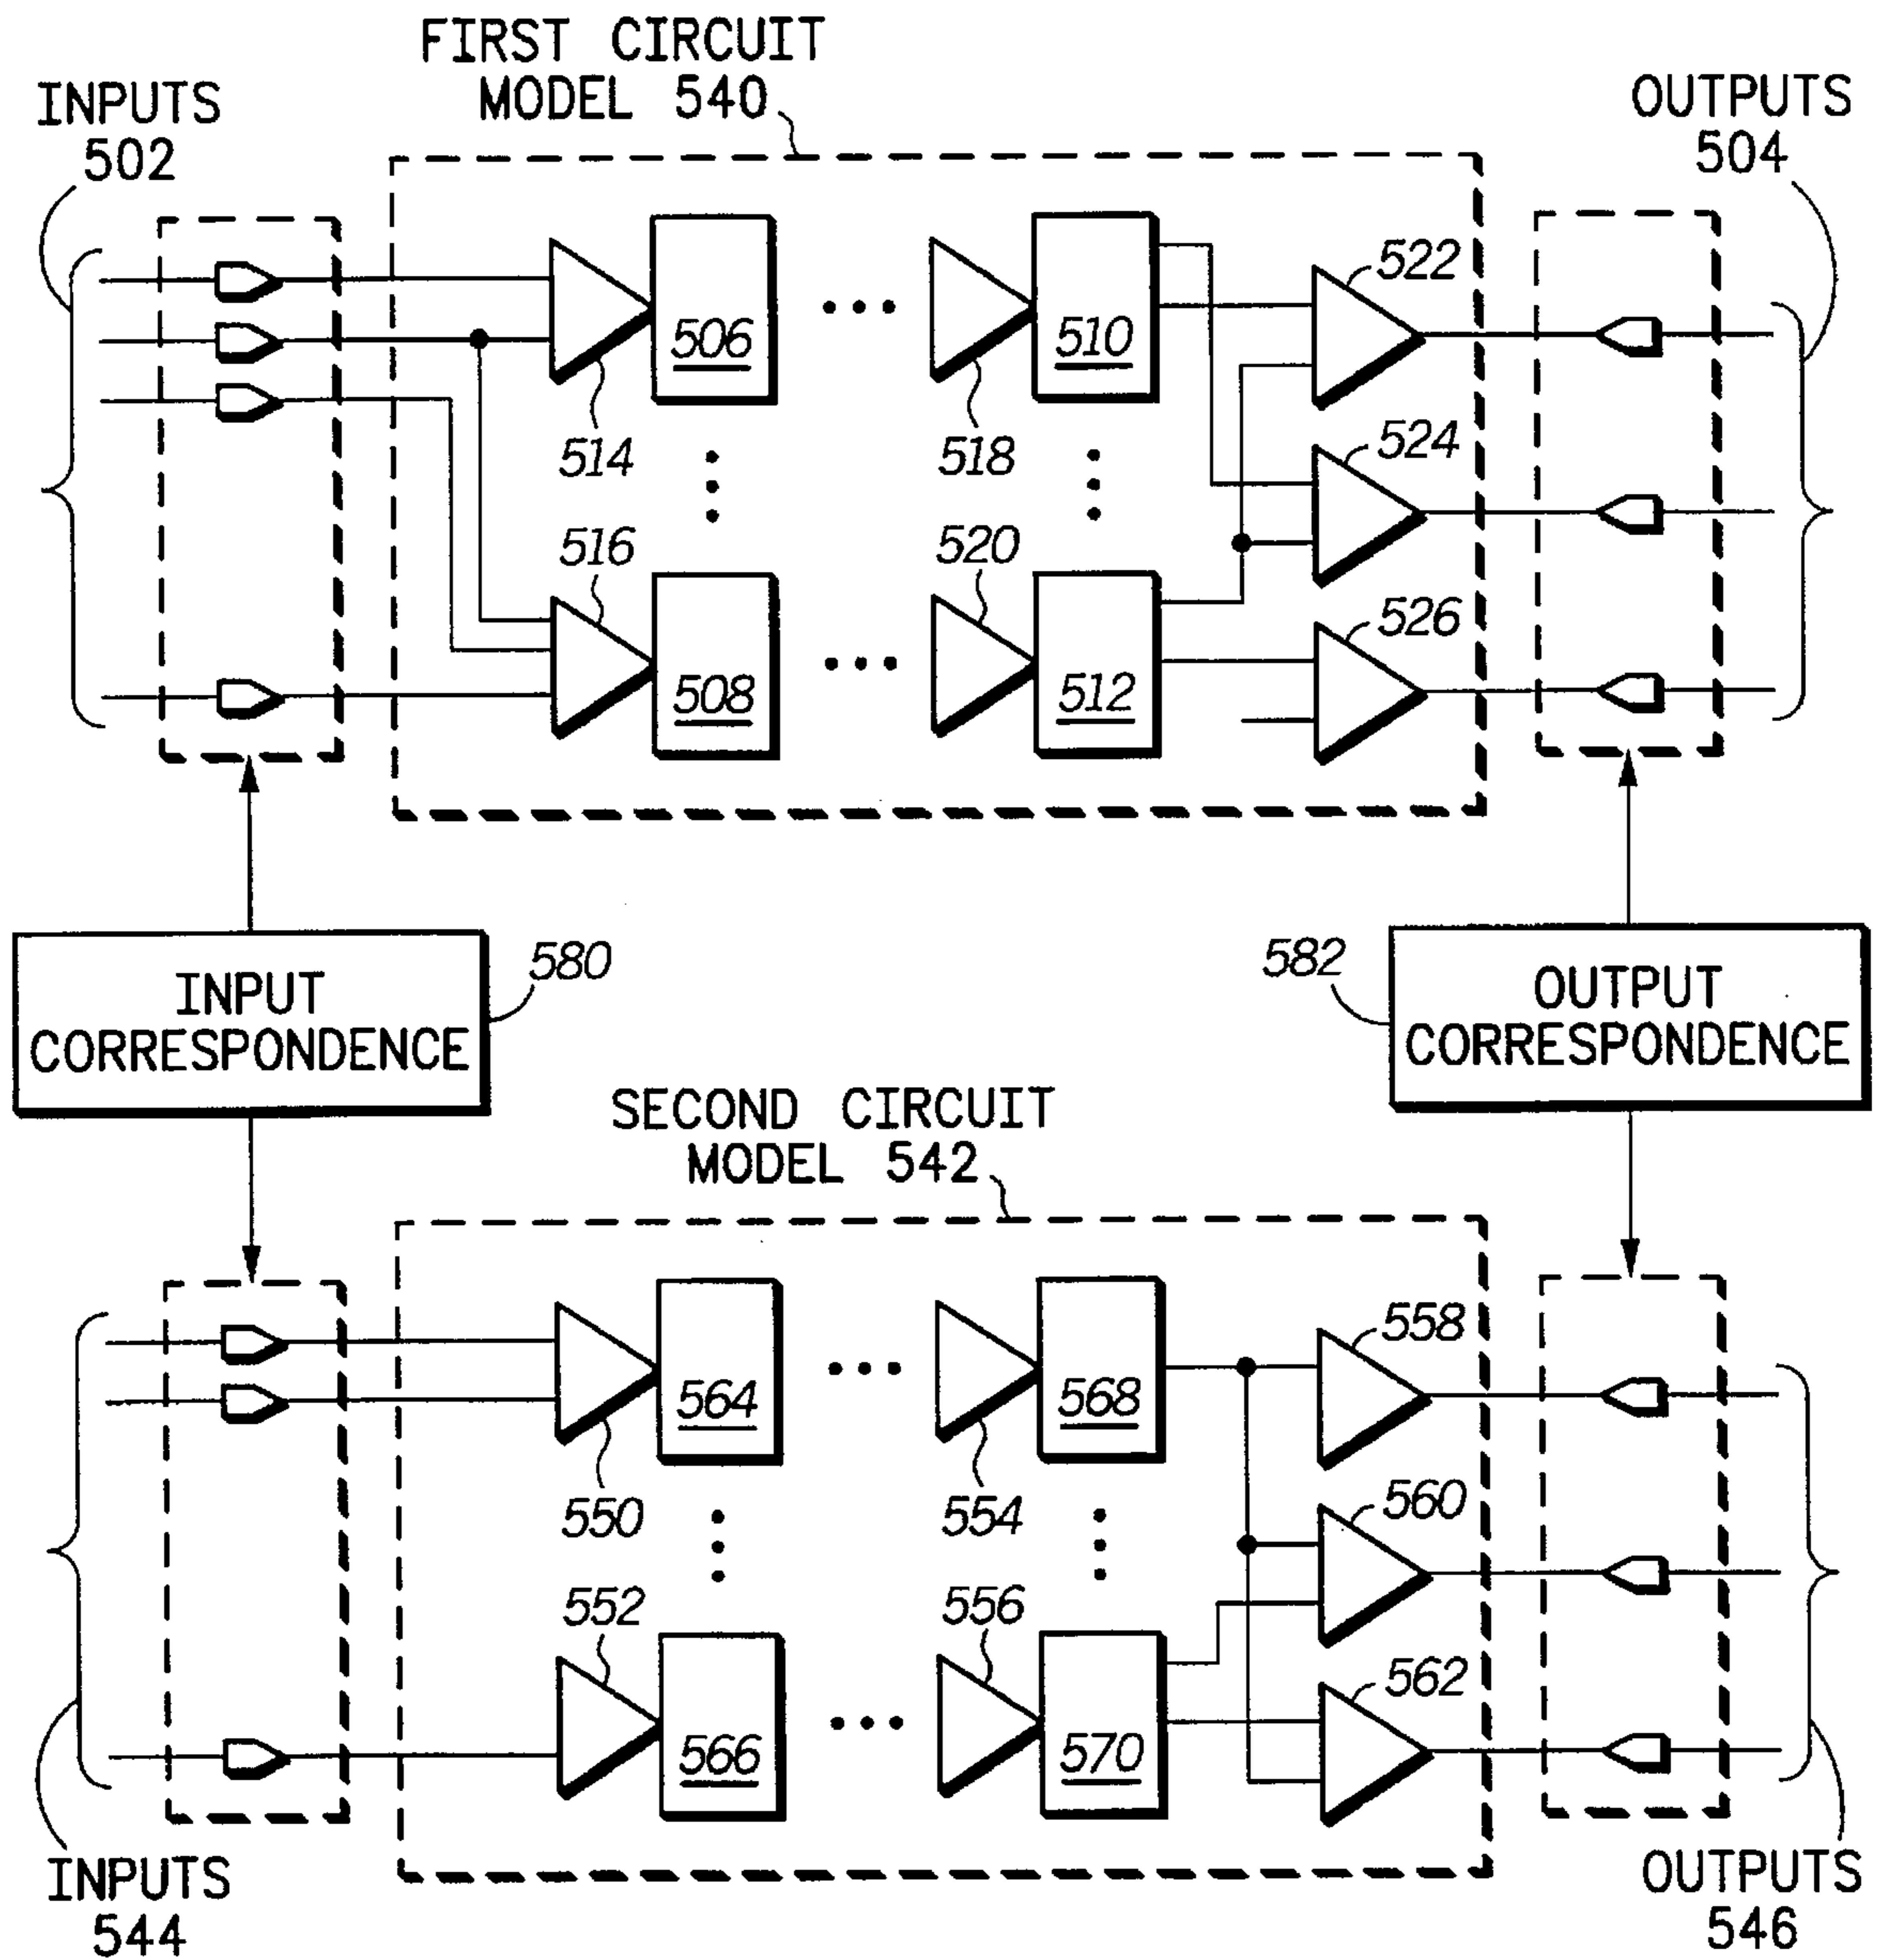 FIRST CIRCUIT
MODEL 540
INPUTS
502
OUTPUTS
504
522
506
510
514
518
524
516
520
526
508
512
INPUT
CORRESPONDENCE
580
582
OUTPUT
CORRESPONDENCE
SECOND CIRCUIT
MODEL 542
558
564
568
550
554
560
552
556
562
566
570
INPUTS
544
OUTPUTS
546